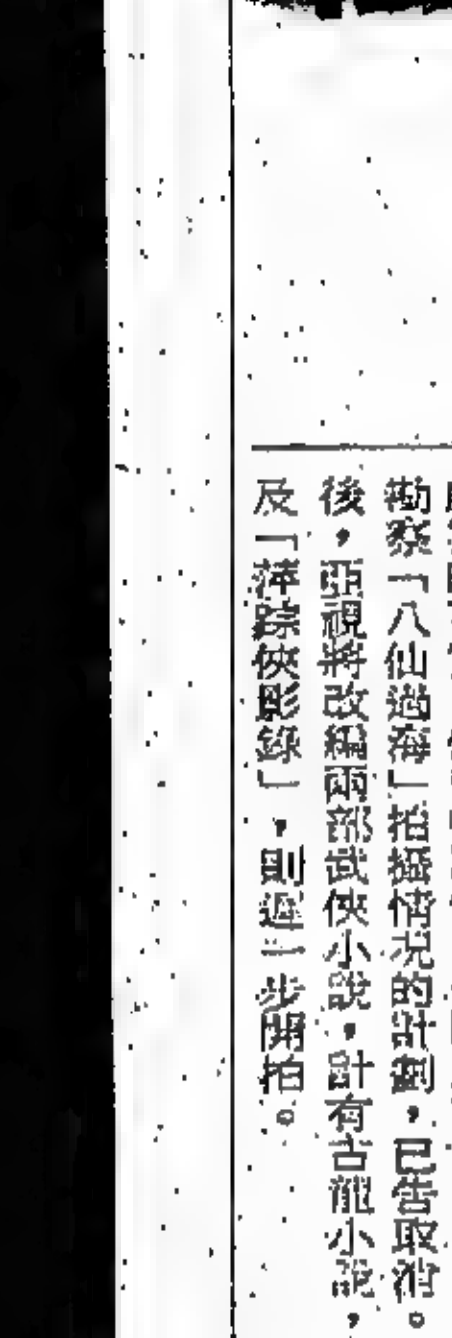 勘察「八仙過海」拍攝情況的計劃，已告取消。
後，亞視將改編兩部武俠小說，計有古龍小說，
及「萍踪俠影錄」，則遲一步開拍。